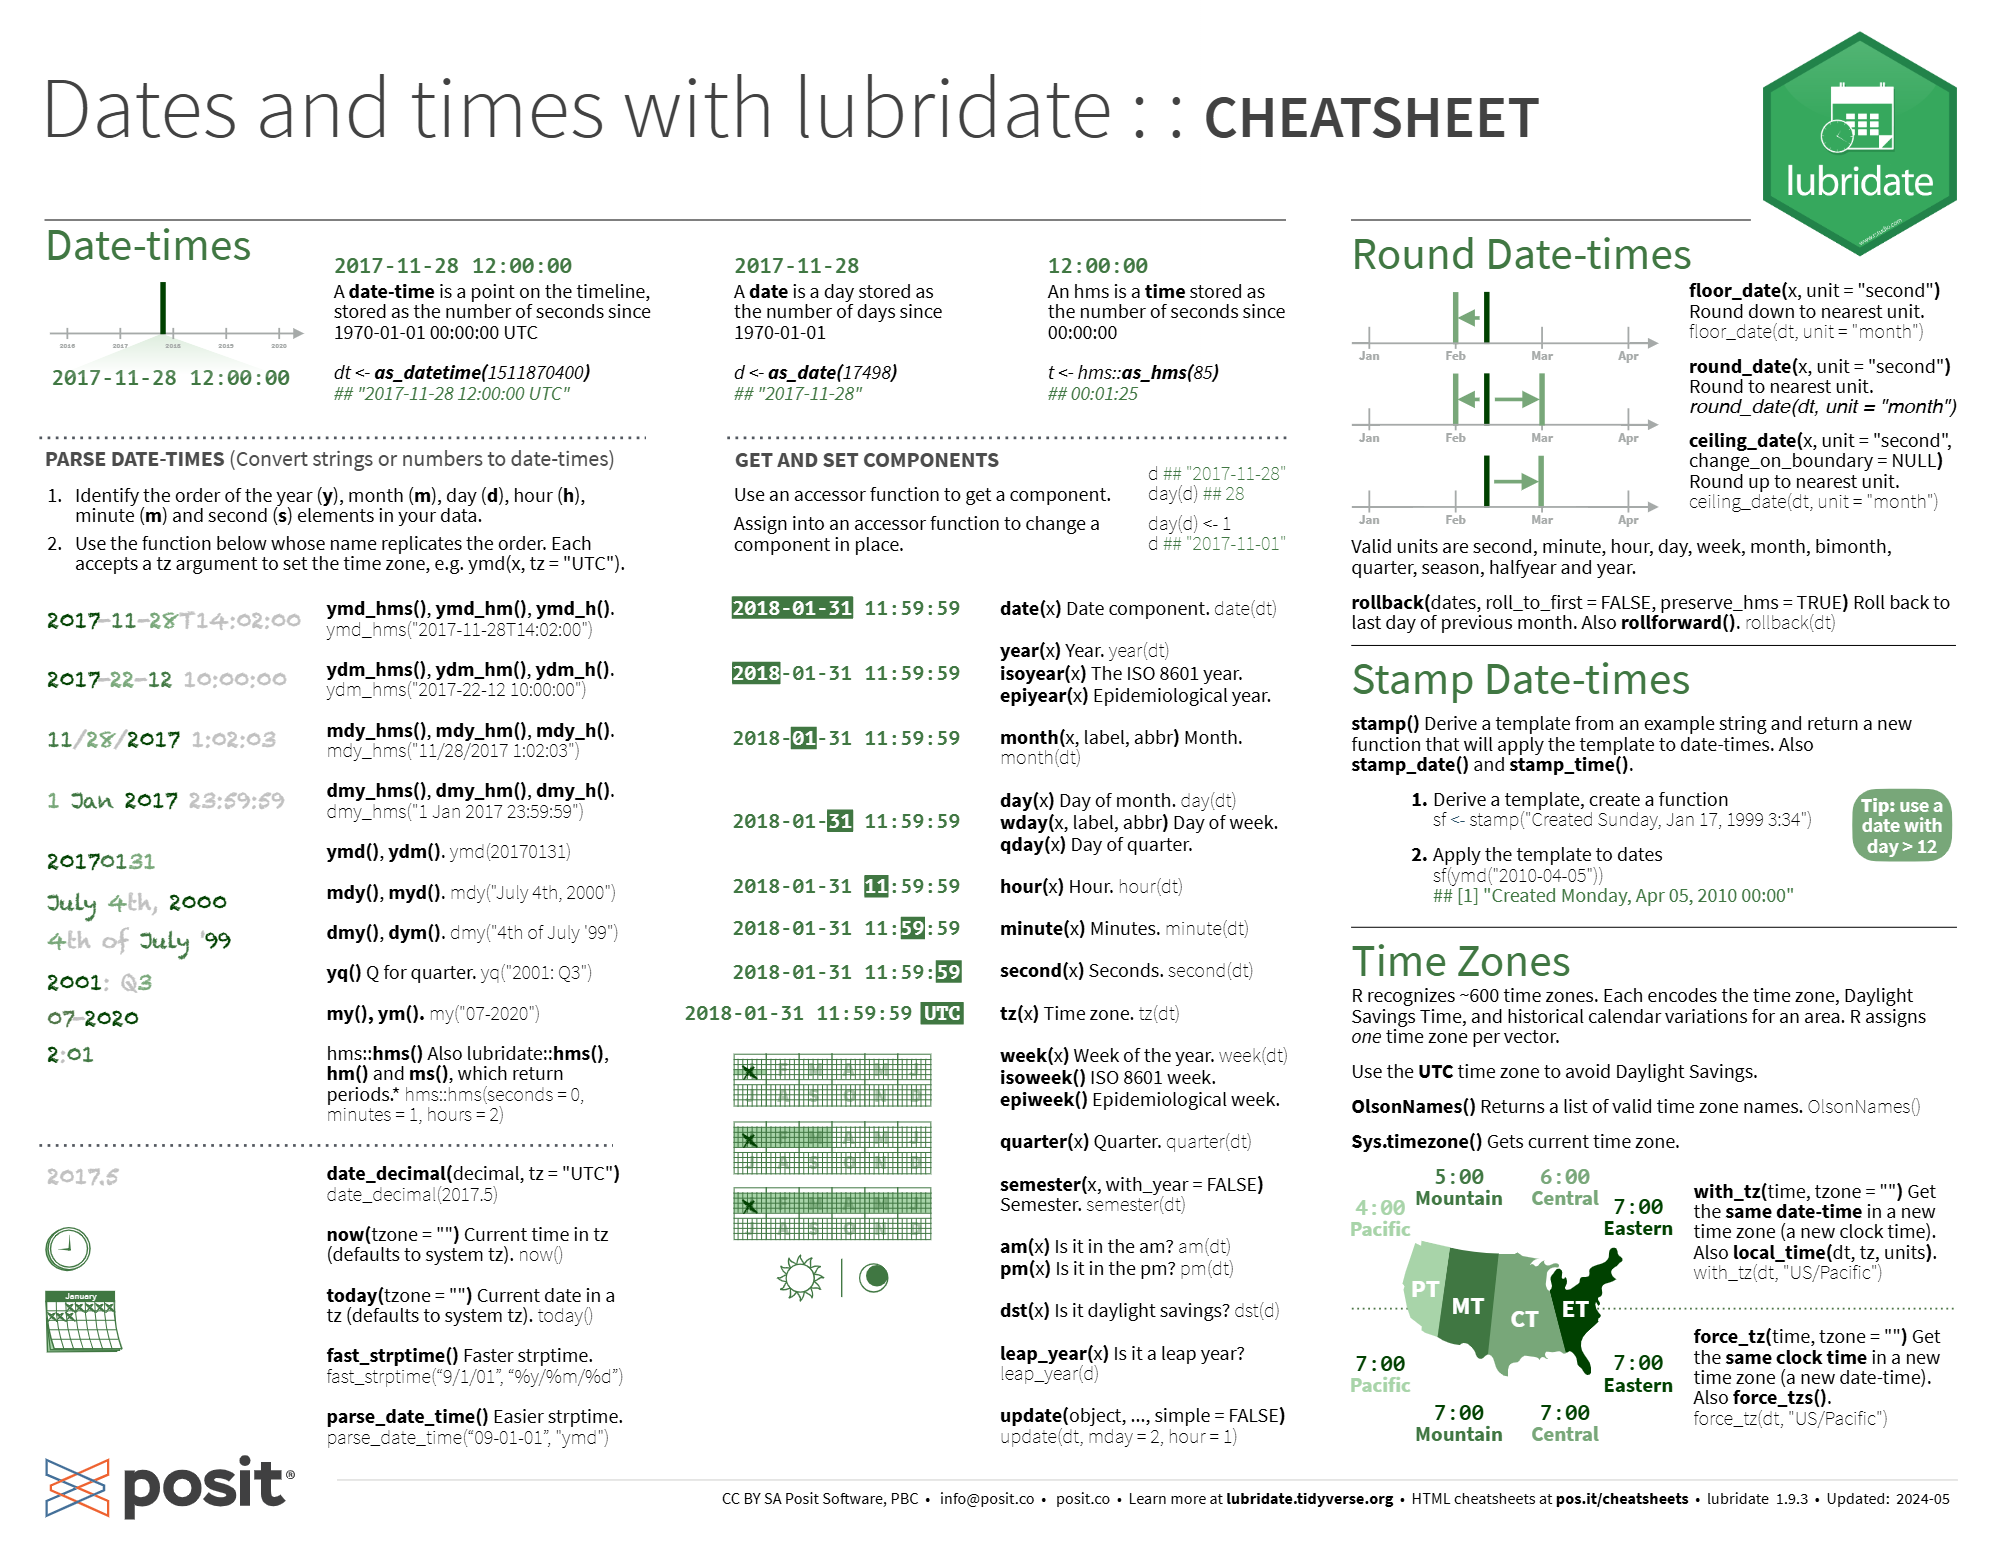 Dates and times with lubridate : : CHEATSHEET
lubridate
www.rstudio.com
Date-times
2016 2017 2018 2019 2020
2017-11-28 12:00:00
2017-11-28 12:00:00
A date-time is a point on the timeline,
stored as the number of seconds since
1970-01-01 00:00:00 UTC
dt <- as_datetime(1511870400)
## "2017-11-28 12:00:00 UTC"
2017-11-28
A date is a day stored as
the number of days since
1970-01-01
d <- as_date(17498)
## "2017-11-28"
12:00:00
An hms is a time stored as
the number of seconds since
00:00:00
t <- hms::as_hms(85)
## 00:01:25
PARSE DATE-TIMES (Convert strings or numbers to date-times)
1. Identify the order of the year (y), month (m), day (d), hour (h),
minute (m) and second (s) elements in your data.
2. Use the function below whose name replicates the order. Each
accepts a tz argument to set the time zone, e.g. ymd(x, tz = "UTC").
2017-11-28T14:02:00
ymd_hms(), ymd_hm(), ymd_h().
ymd_hms("2017-11-28T14:02:00")
2017-22-12 10:00:00
ydm_hms(), ydm_hm(), ydm_h().
ydm_hms("2017-22-12 10:00:00")
11/28/2017 1:02:03
mdy_hms(), mdy_hm(), mdy_h().
mdy_hms("11/28/2017 1:02:03")
1 Jan 2017 23:59:59
dmy_hms(), dmy_hm(), dmy_h().
dmy_hms("1 Jan 2017 23:59:59")
20170131
ymd(), ydm(). ymd(20170131)
July 4th, 2000
mdy(), myd(). mdy("July 4th, 2000")
4th of July '99
dmy(), dym(). dmy("4th of July '99")
2001: Q3
yq() Q for quarter. yq("2001: Q3")
07-2020
my(), ym(). my("07-2020")
2:01
hms::hms() Also lubridate::hms(),
hm() and ms(), which return
periods.* hms::hms(seconds = 0,
minutes = 1, hours = 2)
2017.5
date_decimal(decimal, tz = "UTC")
date_decimal(2017.5)
now(tzone = "") Current time in tz
(defaults to system tz). now()
January
today(tzone = "") Current date in a
tz (defaults to system tz). today()
fast_strptime() Faster strptime.
fast_strptime(“9/1/01”, “%y/%m/%d”)
parse_date_time() Easier strptime.
parse_date_time(“09-01-01”, "ymd")
GET AND SET COMPONENTS
Use an accessor function to get a component.
Assign into an accessor function to change a
component in place.
d ## "2017-11-28"
day(d) ## 28
day(d) <- 1
d ## "2017-11-01"
2018-01-31 11:59:59
date(x) Date component. date(dt)
2018-01-31 11:59:59
year(x) Year. year(dt)
isoyear(x) The ISO 8601 year.
epiyear(x) Epidemiological year.
2018-01-31 11:59:59
month(x, label, abbr) Month.
month(dt)
2018-01-31 11:59:59
day(x) Day of month. day(dt)
wday(x, label, abbr) Day of week.
qday(x) Day of quarter.
2018-01-31 11:59:59
hour(x) Hour. hour(dt)
2018-01-31 11:59:59
minute(x) Minutes. minute(dt)
2018-01-31 11:59:59
second(x) Seconds. second(dt)
2018-01-31 11:59:59 UTC
tz(x) Time zone. tz(dt)
x F M A M J
J A S O N D
week(x) Week of the year. week(dt)
isoweek() ISO 8601 week.
epiweek() Epidemiological week.
x F M A M J
J A S O N D
quarter(x) Quarter. quarter(dt)
x F M A M J
J A S O N D
semester(x, with_year = FALSE)
Semester. semester(dt)
am(x) Is it in the am? am(dt)
pm(x) Is it in the pm? pm(dt)
dst(x) Is it daylight savings? dst(d)
leap_year(x) Is it a leap year?
leap_year(d)
update(object, ..., simple = FALSE)
update(dt, mday = 2, hour = 1)
Round Date-times
Jan Feb Mar Apr
floor_date(x, unit = "second")
Round down to nearest unit.
floor_date(dt, unit = "month")
Jan Feb Mar Apr
round_date(x, unit = "second")
Round to nearest unit.
round_date(dt, unit = "month")
Jan Feb Mar Apr
ceiling_date(x, unit = "second",
change_on_boundary = NULL)
Round up to nearest unit.
ceiling_date(dt, unit = "month")
Valid units are second, minute, hour, day, week, month, bimonth,
quarter, season, halfyear and year.
rollback(dates, roll_to_first = FALSE, preserve_hms = TRUE) Roll back to
last day of previous month. Also rollforward(). rollback(dt)
Stamp Date-times
stamp() Derive a template from an example string and return a new
function that will apply the template to date-times. Also
stamp_date() and stamp_time().
1. Derive a template, create a function
sf <- stamp("Created Sunday, Jan 17, 1999 3:34")
2. Apply the template to dates
sf(ymd("2010-04-05"))
## [1] "Created Monday, Apr 05, 2010 00:00"
Tip: use a
date with
day > 12
Time Zones
R recognizes ~600 time zones. Each encodes the time zone, Daylight
Savings Time, and historical calendar variations for an area. R assigns
one time zone per vector.
Use the UTC time zone to avoid Daylight Savings.
OlsonNames() Returns a list of valid time zone names. OlsonNames()
Sys.timezone() Gets current time zone.
4:00
Pacific
5:00
Mountain
6:00
Central
7:00
Eastern
PT MT CT ET
7:00
Pacific
7:00
Mountain
7:00
Central
7:00
Eastern
with_tz(time, tzone = "") Get
the same date-time in a new
time zone (a new clock time).
Also local_time(dt, tz, units).
with_tz(dt, "US/Pacific")
force_tz(time, tzone = "") Get
the same clock time in a new
time zone (a new date-time).
Also force_tzs().
force_tz(dt, "US/Pacific")
posit®
CC BY SA Posit Software, PBC • info@posit.co • posit.co • Learn more at lubridate.tidyverse.org • HTML cheatsheets at pos.it/cheatsheets • lubridate 1.9.3 • Updated: 2024-05